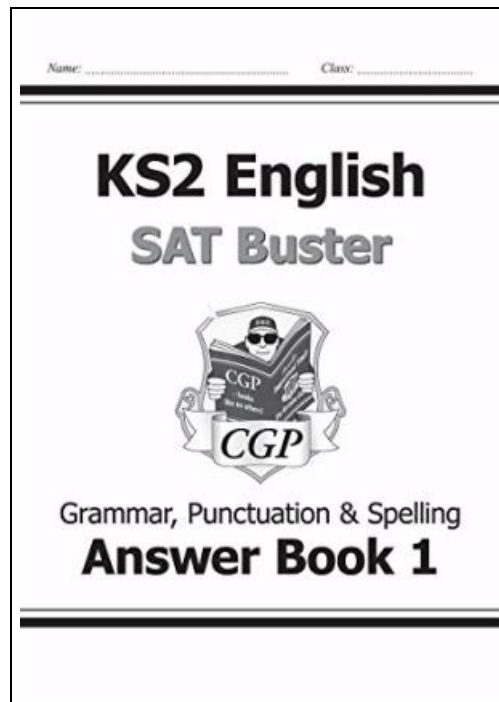 Name: Class:
KS2 English
SAT Buster
CGP
CGP
Grammar, Punctuation & Spelling
Answer Book 1